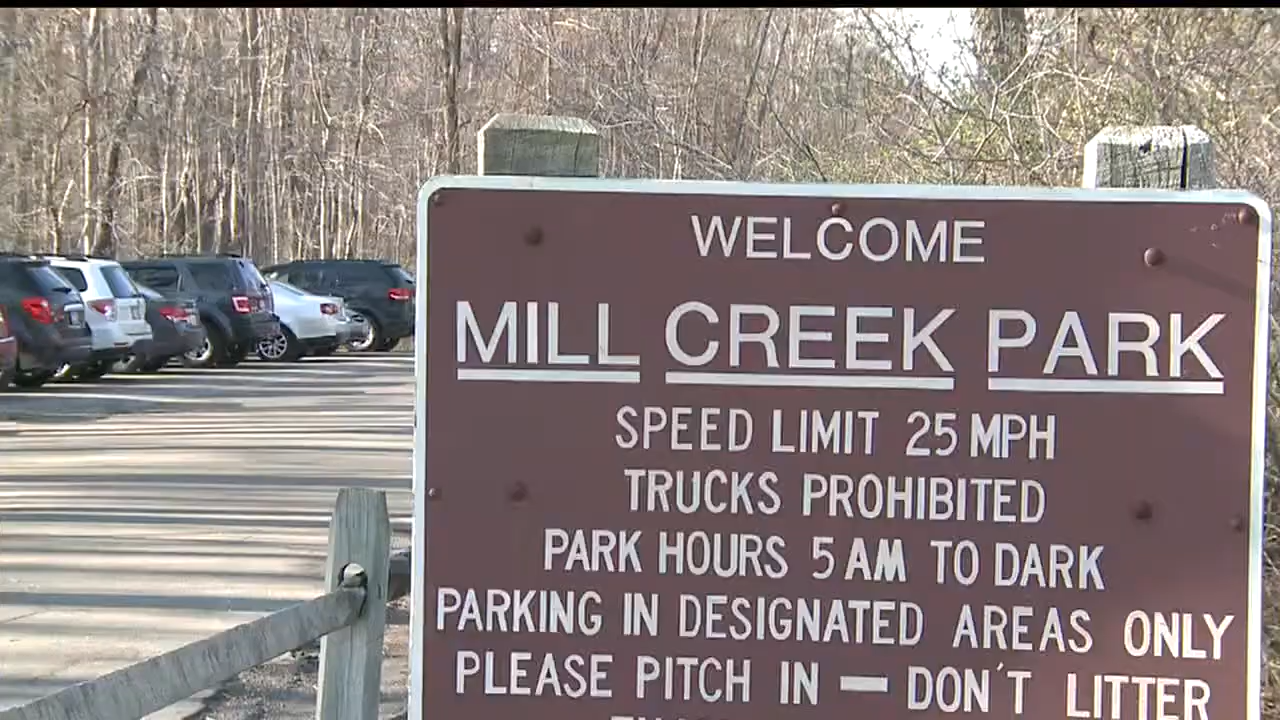 WELCOME
MILL CREEK PARK
SPEED LIMIT 25 MPH
TRUCKS PROHIBITED
PARK HOURS 5 AM TO DARK
PARKING IN DESIGNATED AREAS ONLY
PLEASE PITCH IN — DON'T LITTER